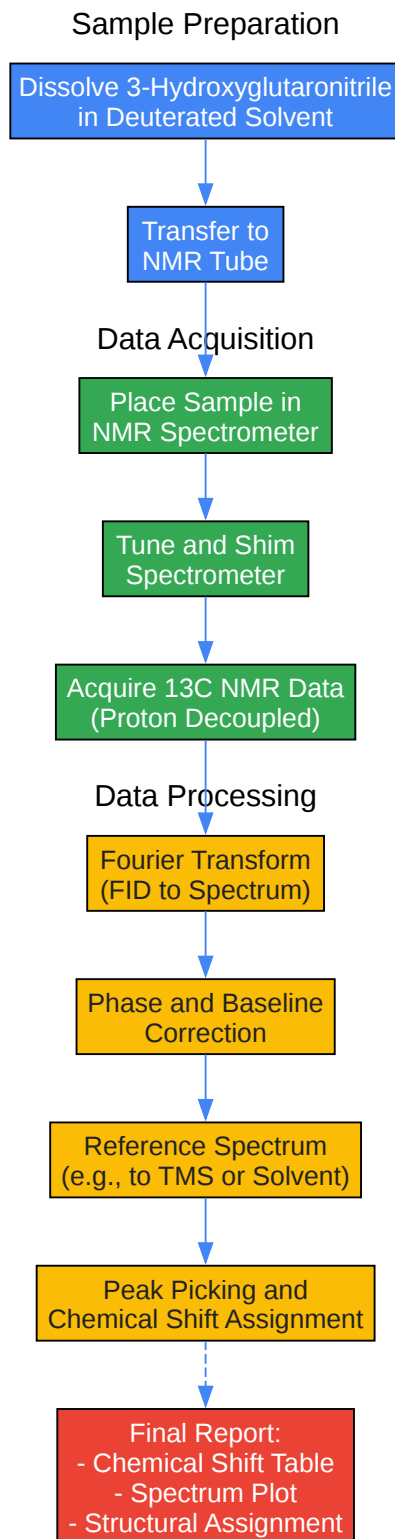 Sample Preparation
Dissolve 3-Hydroxyglutaronitrile
in Deuterated Solvent
Transfer to
NMR Tube
Data Acquisition
Place Sample in
NMR Spectrometer
Tune and Shim
Spectrometer
Acquire 13C NMR Data
(Proton Decoupled)
Data Processing
Fourier Transform
(FID to Spectrum)
Phase and Baseline
Correction
Reference Spectrum
(e.g., to TMS or Solvent)
Peak Picking and
Chemical Shift Assignment
Final Report:
- Chemical Shift Table
- Spectrum Plot
- Structural Assignment